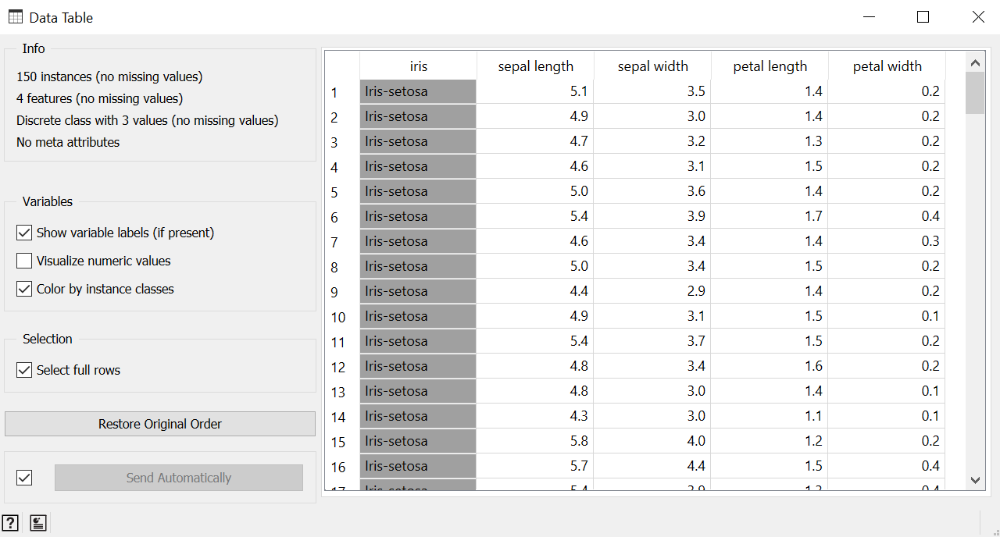 Data Table
Info
150 instances (no missing values)
4 features (no missing values)
Discrete class with 3 values (no missing values)
No meta attributes
Variables
Show variable labels (if present)
Visualize numeric values
Color by instance classes
Selection
Select full rows
Restore Original Order
Send Automatically
?
iris sepal length sepal width petal length petal width
1 Iris-setosa 5.1 3.5 1.4 0.2
2 Iris-setosa 4.9 3.0 1.4 0.2
3 Iris-setosa 4.7 3.2 1.3 0.2
4 Iris-setosa 4.6 3.1 1.5 0.2
5 Iris-setosa 5.0 3.6 1.4 0.2
6 Iris-setosa 5.4 3.9 1.7 0.4
7 Iris-setosa 4.6 3.4 1.4 0.3
8 Iris-setosa 5.0 3.4 1.5 0.2
9 Iris-setosa 4.4 2.9 1.4 0.2
10 Iris-setosa 4.9 3.1 1.5 0.1
11 Iris-setosa 5.4 3.7 1.5 0.2
12 Iris-setosa 4.8 3.4 1.6 0.2
13 Iris-setosa 4.8 3.0 1.4 0.1
14 Iris-setosa 4.3 3.0 1.1 0.1
15 Iris-setosa 5.8 4.0 1.2 0.2
16 Iris-setosa 5.7 4.4 1.5 0.4
17 Iris-setosa 5.4 3.9 1.3 0.4